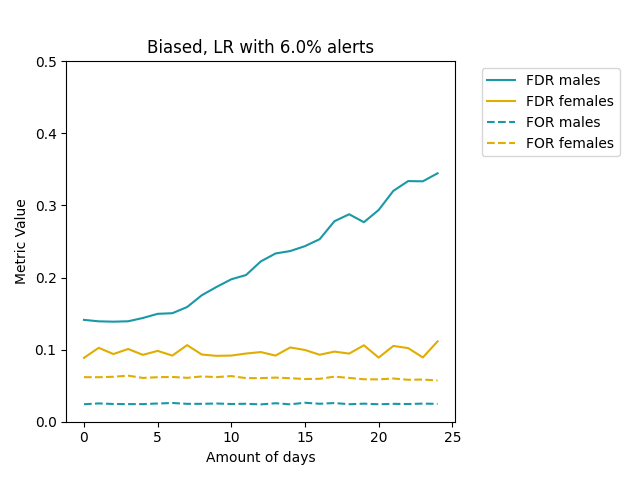 Biased, LR with 6.0% alerts
0.5
0.4
0.3
0.2
0.1
0.0
Metric Value
0
5
10
15
20
25
Amount of days
FDR males
FDR females
FOR males
FOR females